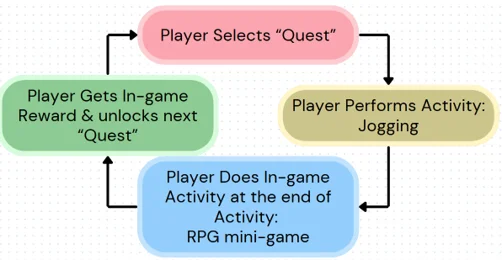 Player Selects “Quest”
Player Performs Activity:
Jogging
Player Does In-game
Activity at the end of
Activity:
RPG mini-game
Player Gets In-game
Reward & unlocks next
“Quest”